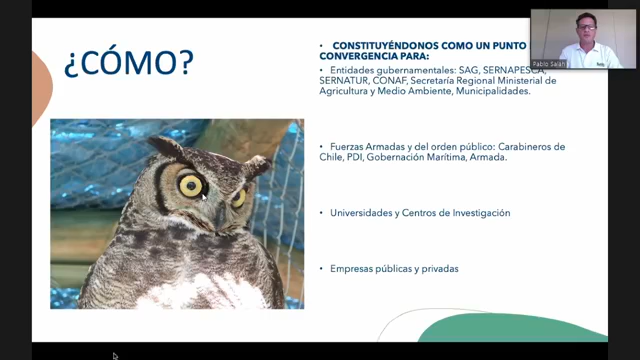 ¿CÓMO?
• CONSTITUYÉNDONOS COMO UN PUNTO
CONVERGENCIA PARA:
• Entidades gubernamentales: SAG, SERNAPESCA,
SERNATUR, CONAF, Secretaría Regional Ministerial de
Agricultura y Medio Ambiente, Municipalidades.
• Fuerzas Armadas y del orden público: Carabineros de
Chile, PDI, Gobernación Marítima, Armada.
• Universidades y Centros de Investigación
• Empresas públicas y privadas
Pablo Salah